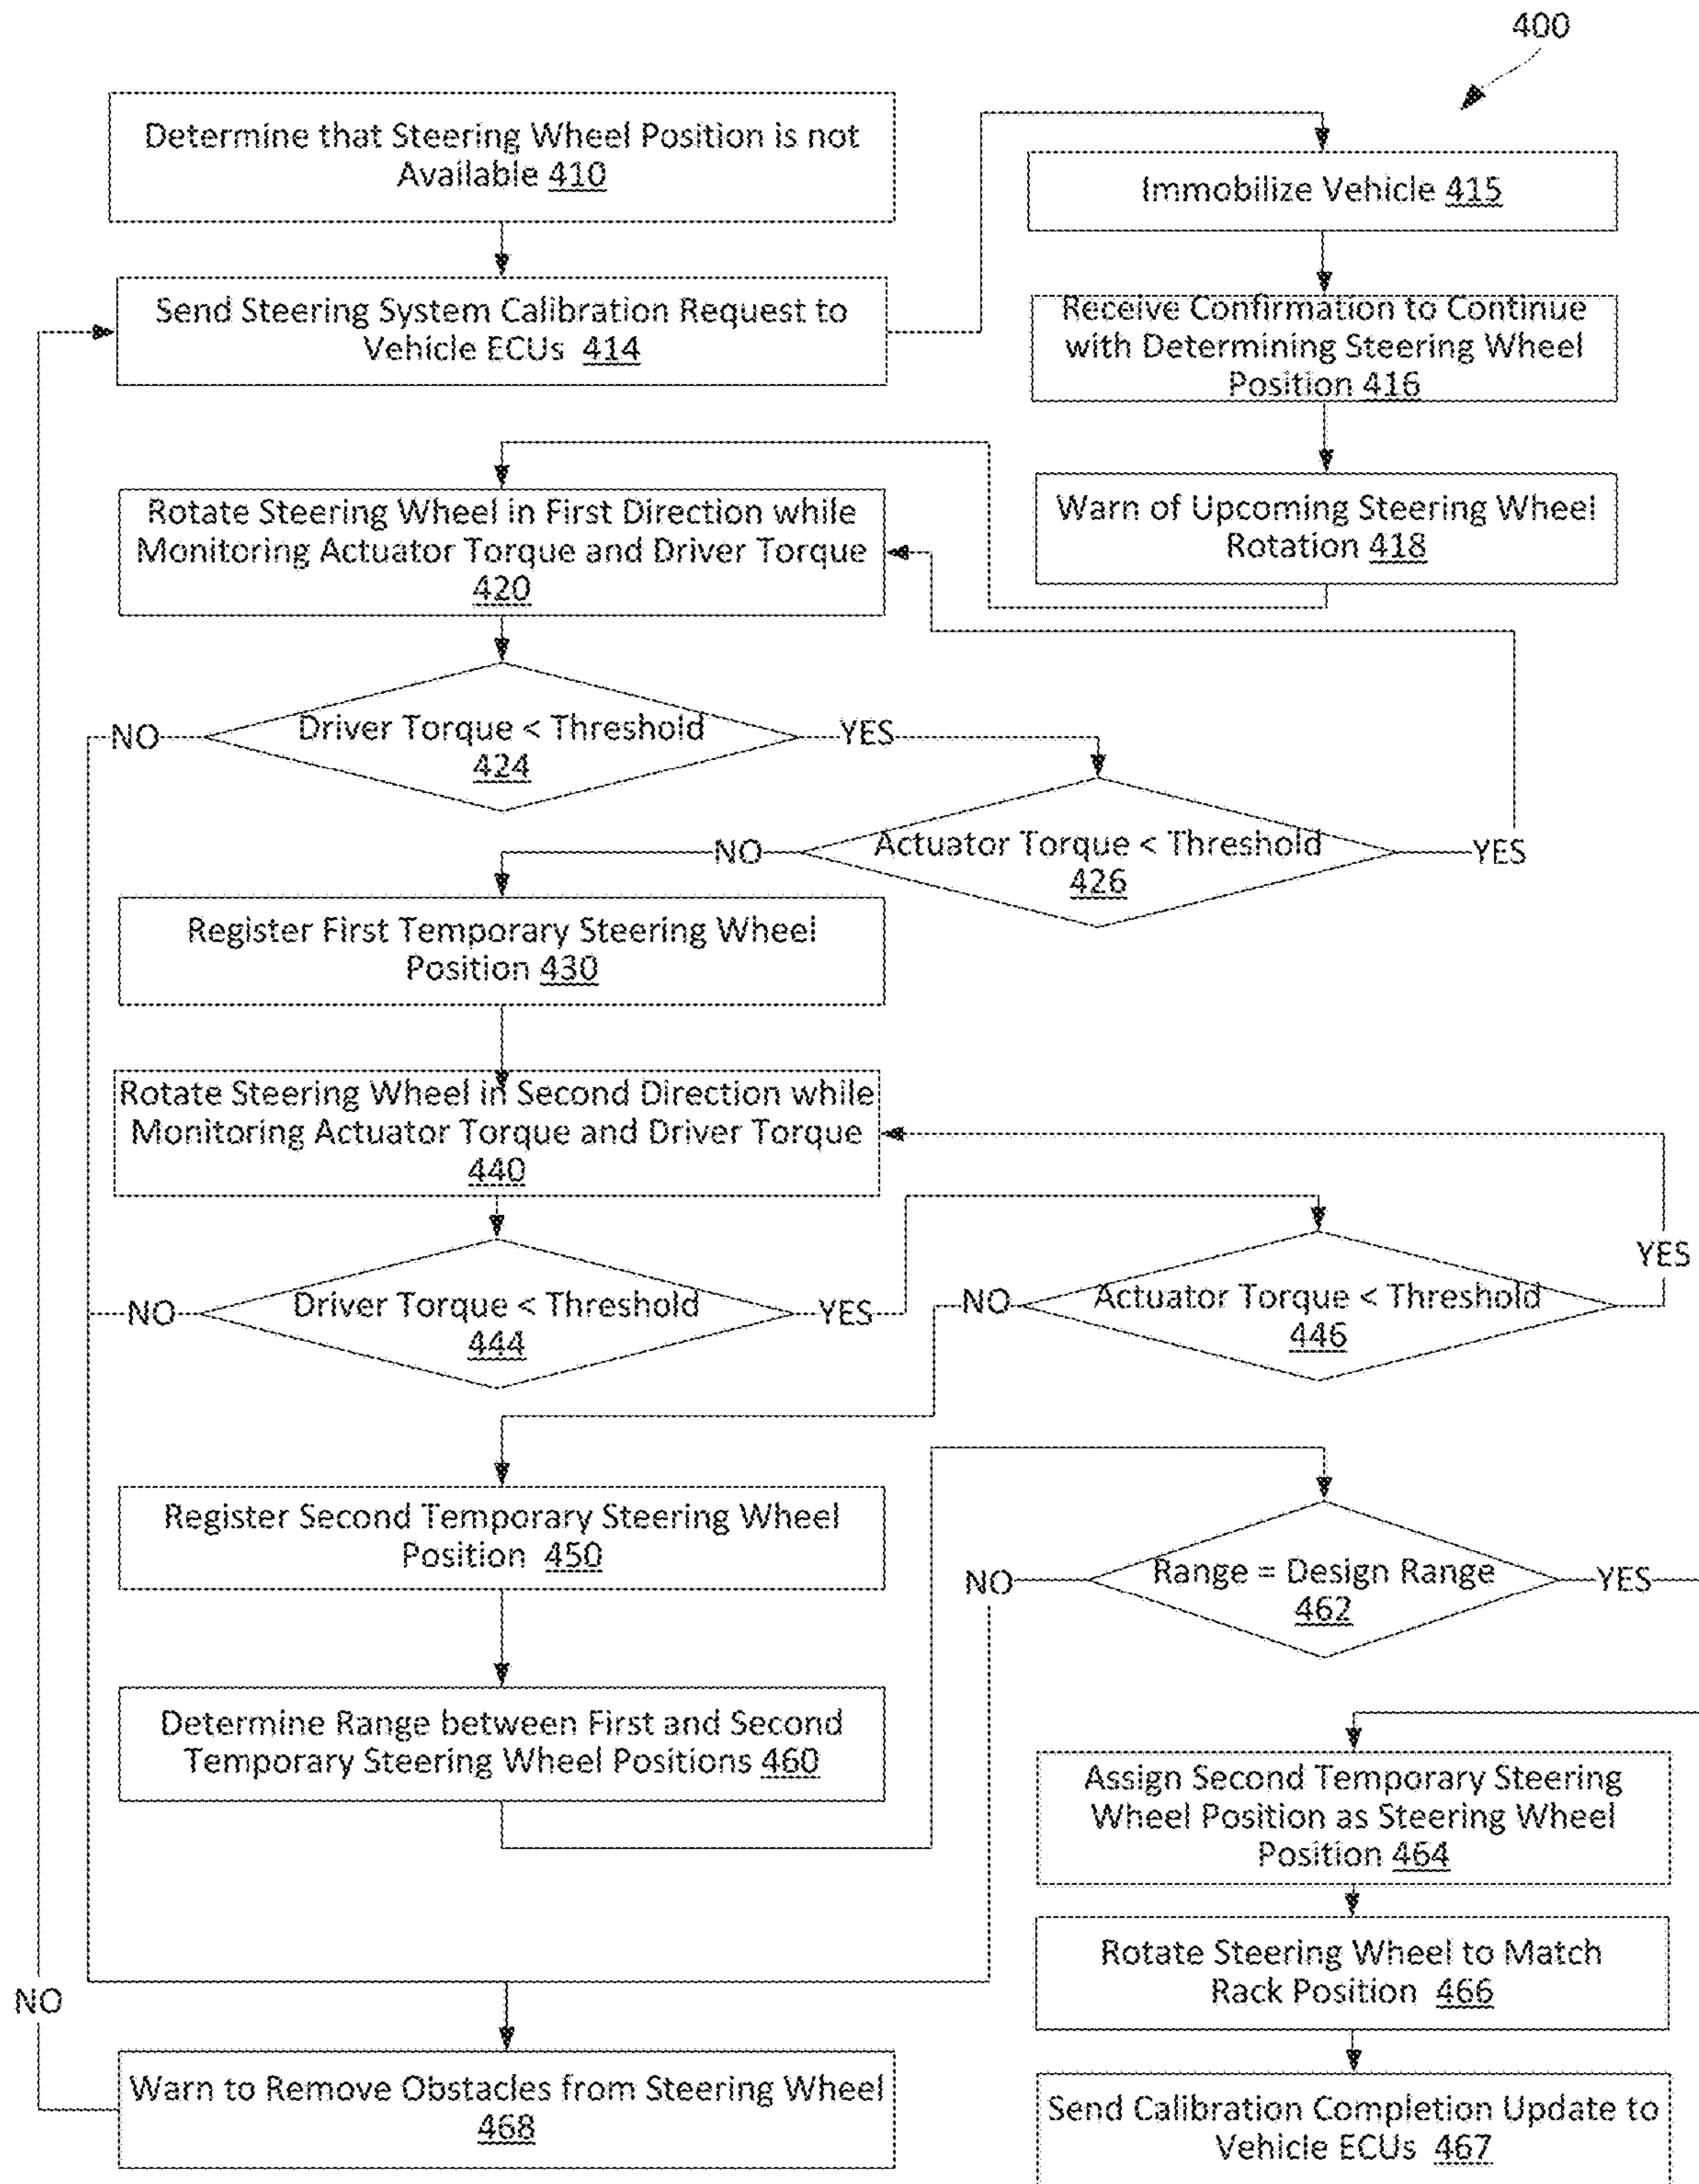 400
Determine that Steering Wheel Position is not
Available 410
Immobilize Vehicle 415
Send Steering System Calibration Request to
Vehicle ECUs 414
Receive Confirmation to Continue
with Determining Steering Wheel
Position 416
Warn of Upcoming Steering Wheel
Rotation 418
Rotate Steering Wheel in First Direction while
Monitoring Actuator Torque and Driver Torque
420
NO
Driver Torque < Threshold
424
YES
NO
Actuator Torque < Threshold
426
YES
Register First Temporary Steering Wheel
Position 430
Rotate Steering Wheel in Second Direction while
Monitoring Actuator Torque and Driver Torque
440
NO
Driver Torque < Threshold
444
YES
NO
Actuator Torque < Threshold
446
YES
Register Second Temporary Steering Wheel
Position 450
NO
Range = Design Range
462
YES
Determine Range between First and Second
Temporary Steering Wheel Positions 460
Assign Second Temporary Steering
Wheel Position as Steering Wheel
Position 464
Rotate Steering Wheel to Match
Rack Position 466
NO
Warn to Remove Obstacles from Steering Wheel
468
Send Calibration Completion Update to
Vehicle ECUs 467